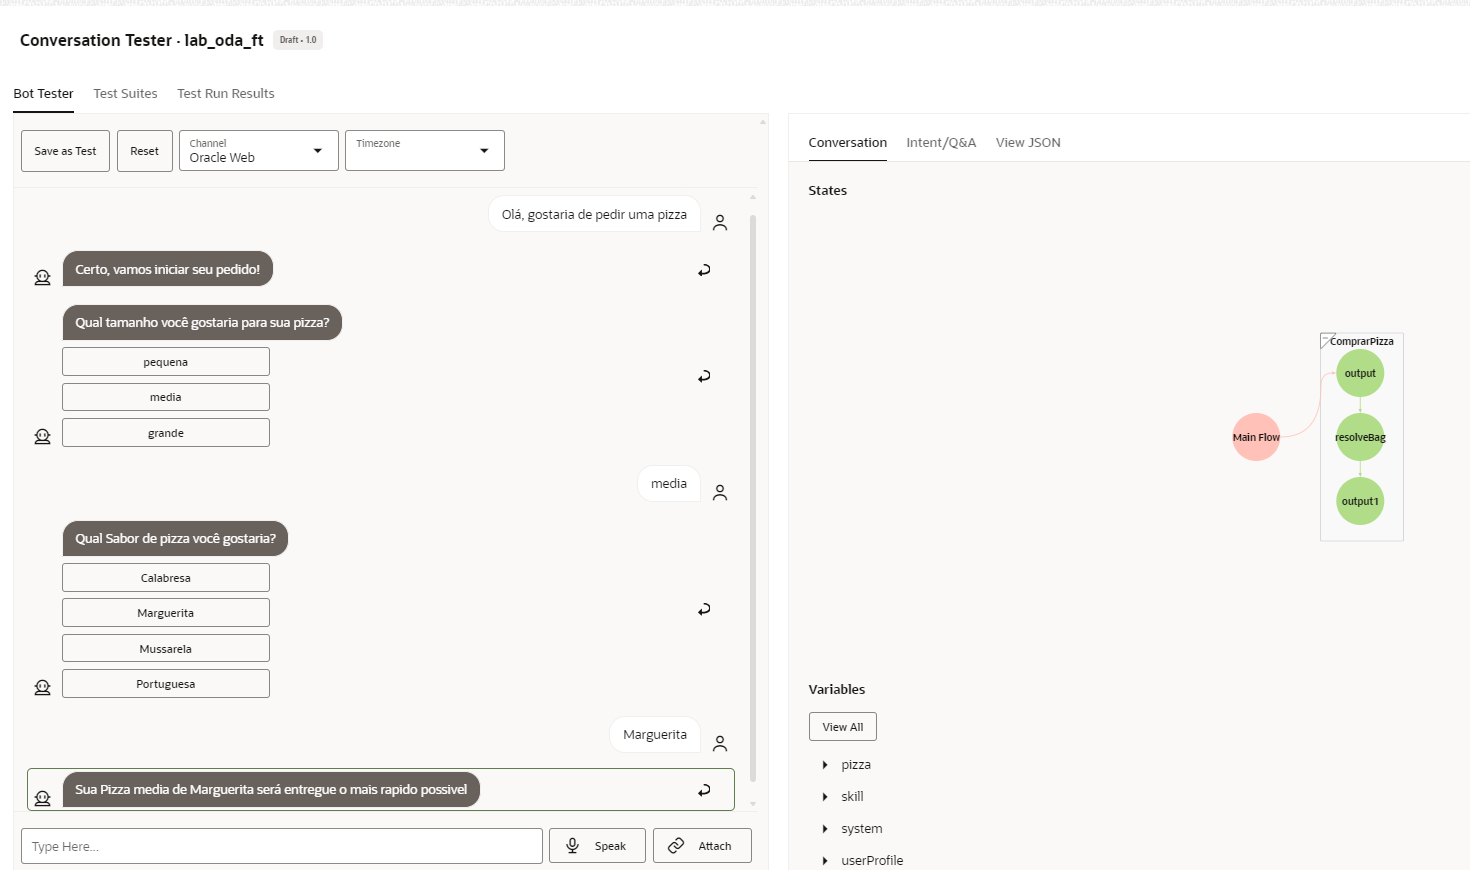 Conversation Tester · lab_oda_ft Draft • 1.0
Bot Tester Test Suites Test Run Results
Save as Test Reset Channel Oracle Web Timezone
Olá, gostaria de pedir uma pizza
Certo, vamos iniciar seu pedido!
Qual tamanho você gostaria para sua pizza?
pequena
media
grande
media
Qual Sabor de pizza você gostaria?
Calabresa
Marguerita
Mussarela
Portuguesa
Marguerita
Sua Pizza media de Marguerita será entregue o mais rapido possivel
Type Here... Speak Attach
Conversation Intent/Q&A View JSON
States
ComprarPizza
output
Main Flow resolveBag
output1
Variables
View All
pizza
skill
system
userProfile